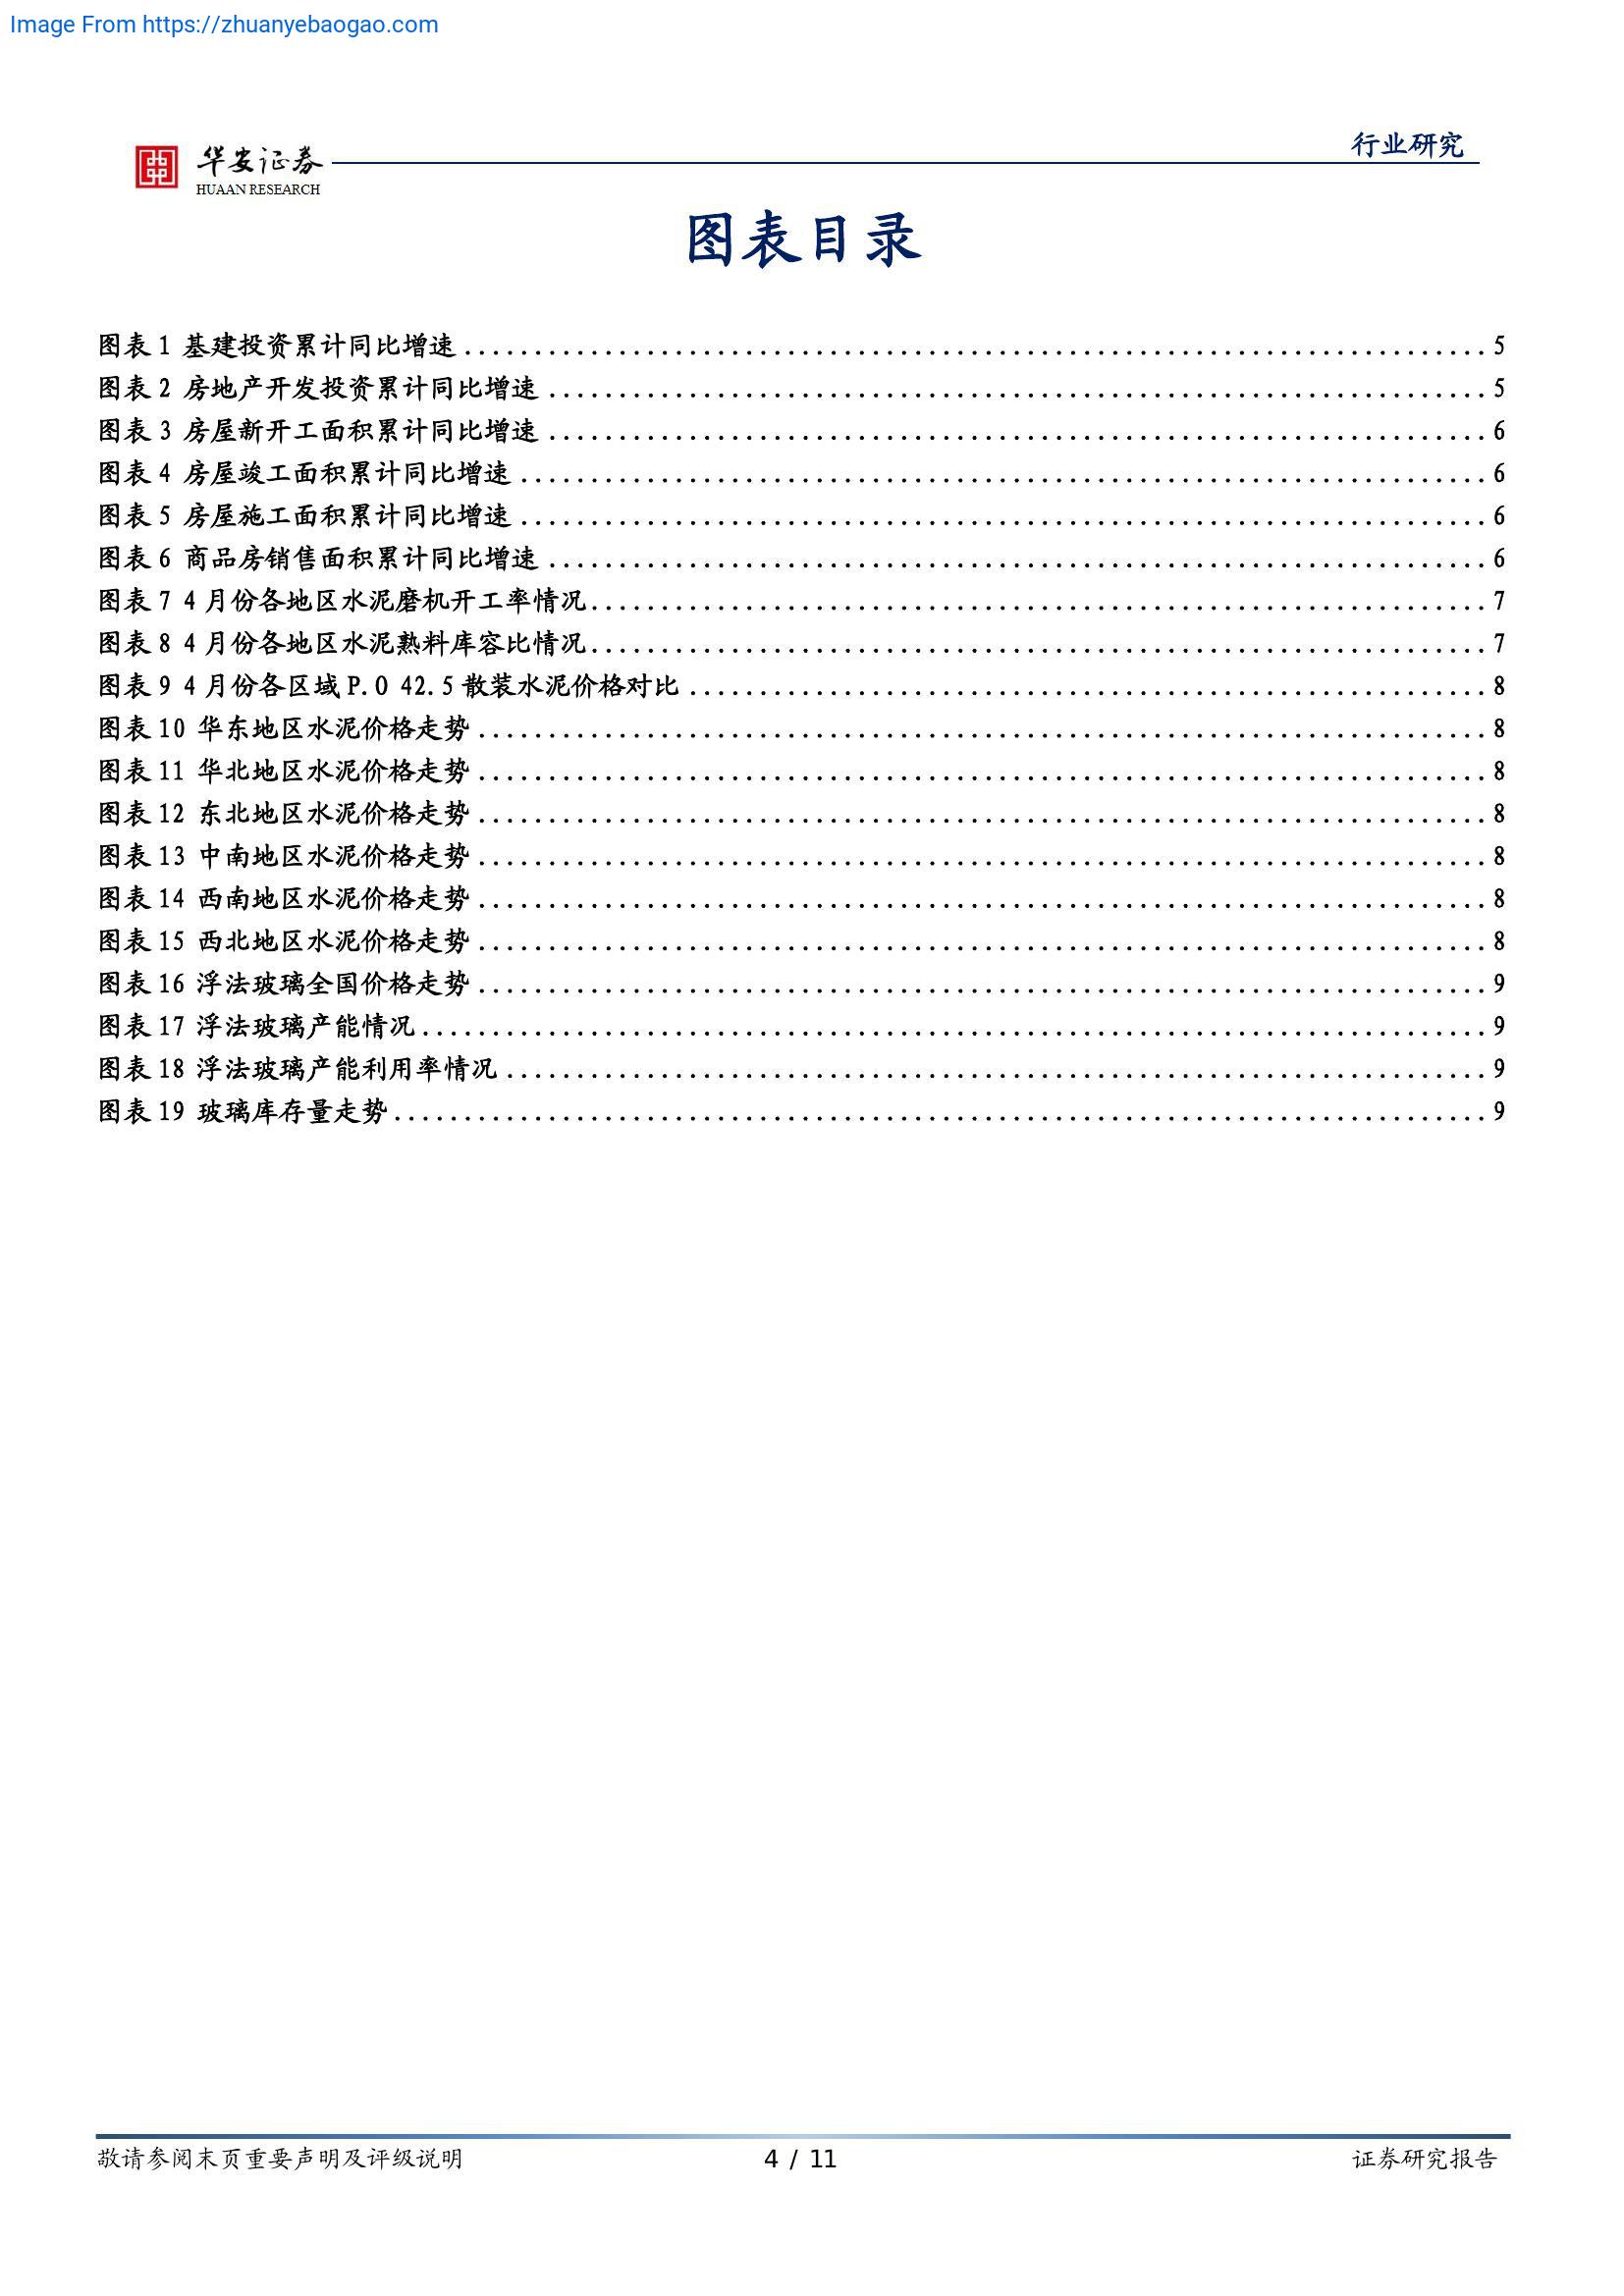 Image From https://zhuanyebaogao.com
行业研究
华安证券
HUAAN RESEARCH
图表目录
图表 1 基建投资累计同比增速 5
图表 2 房地产开发投资累计同比增速 5
图表 3 房屋新开工面积累计同比增速 6
图表 4 房屋竣工面积累计同比增速 6
图表 5 房屋施工面积累计同比增速 6
图表 6 商品房销售面积累计同比增速 6
图表 7 4 月份各地区水泥磨机开工率情况 7
图表 8 4 月份各地区水泥熟料库容比情况 7
图表 9 4 月份各区域 P.O 42.5 散装水泥价格对比 8
图表 10 华东地区水泥价格走势 8
图表 11 华北地区水泥价格走势 8
图表 12 东北地区水泥价格走势 8
图表 13 中南地区水泥价格走势 8
图表 14 西南地区水泥价格走势 8
图表 15 西北地区水泥价格走势 8
图表 16 浮法玻璃全国价格走势 9
图表 17 浮法玻璃产能情况 9
图表 18 浮法玻璃产能利用率情况 9
图表 19 玻璃库存量走势 9
敬请参阅末页重要声明及评级说明 4 / 11 证券研究报告